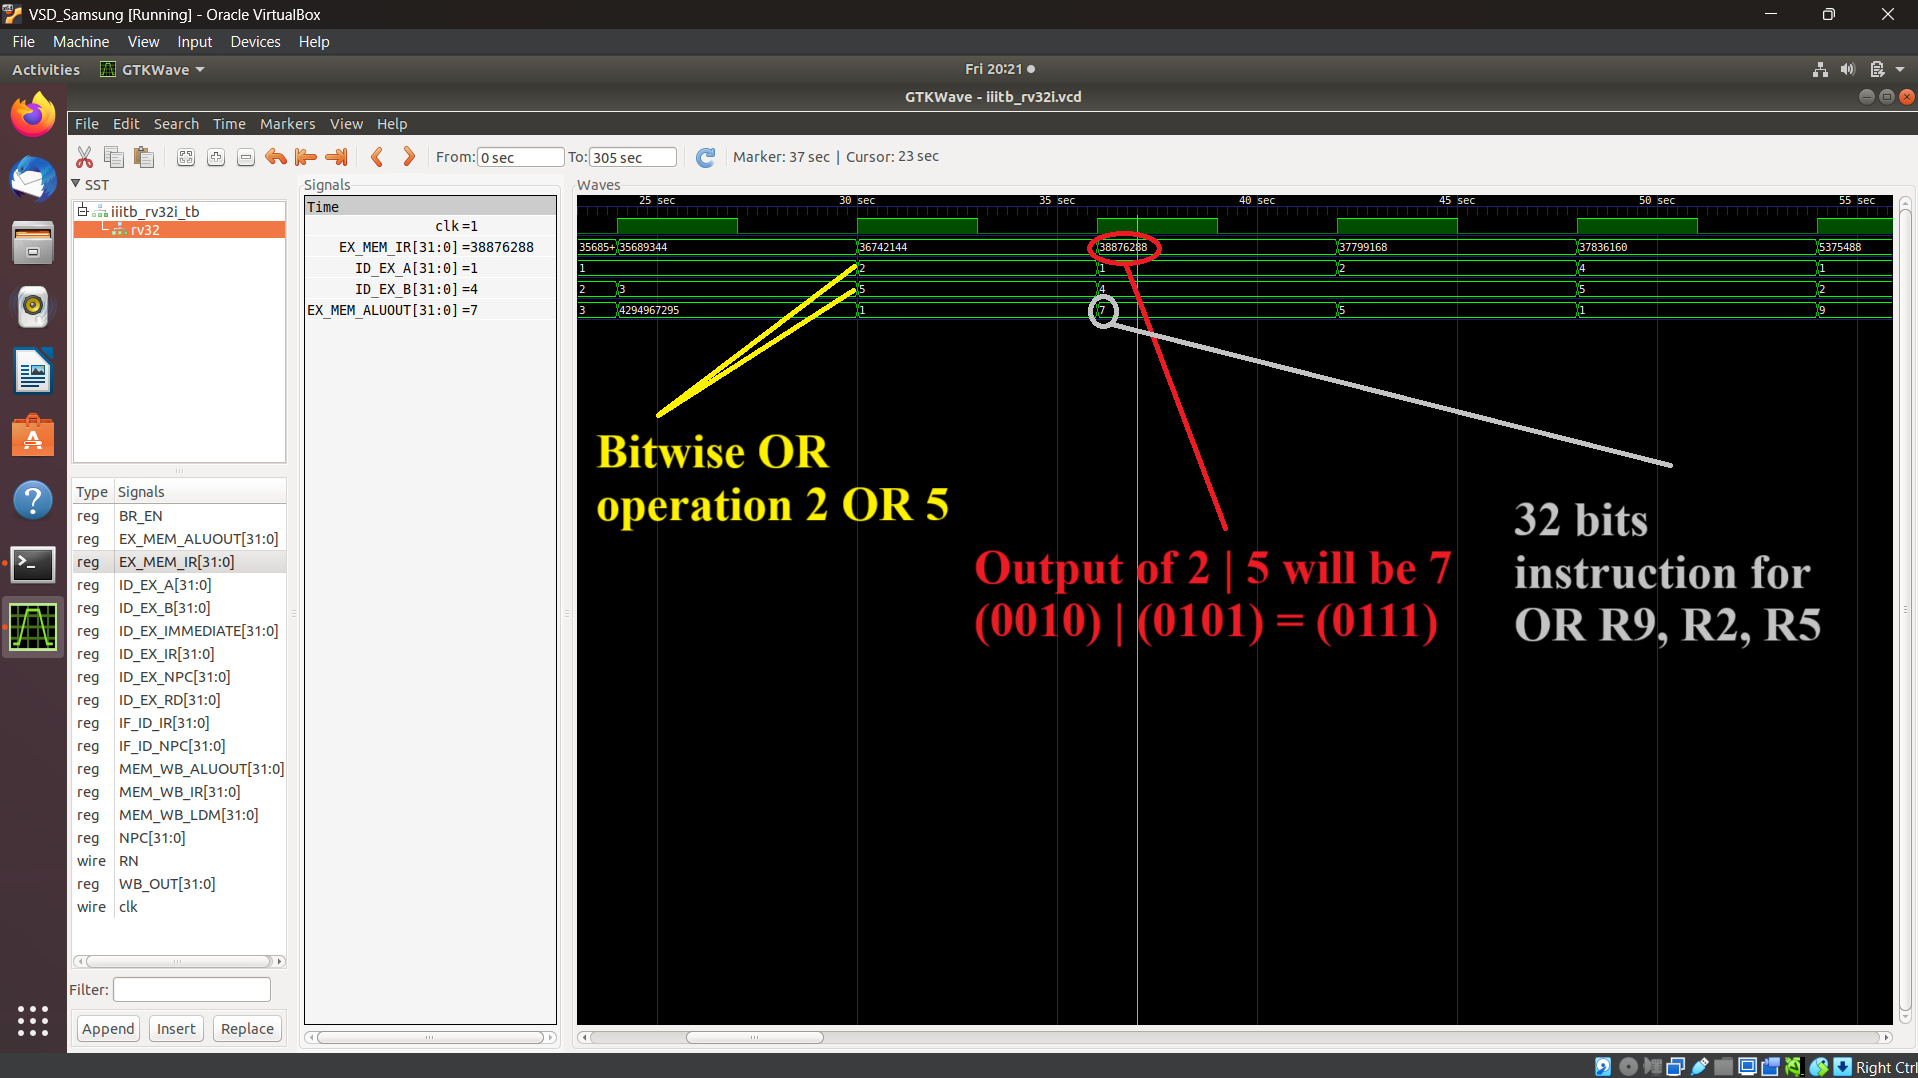 VSD_Samsung [Running] - Oracle VirtualBox
File Machine View Input Devices Help
Activities GTKWave Fri 20:21
GTKWave - iiitb_rv32i.vcd
File Edit Search Time Markers View Help
From: 0 sec To: 305 sec Marker: 37 sec | Cursor: 23 sec
SST
iiitb_rv32i_tb
rv32
Type Signals
reg BR_EN
reg EX_MEM_ALUOUT[31:0]
reg EX_MEM_IR[31:0]
reg ID_EX_A[31:0]
reg ID_EX_B[31:0]
reg ID_EX_IMMEDIATE[31:0]
reg ID_EX_IR[31:0]
reg ID_EX_NPC[31:0]
reg ID_EX_RD[31:0]
reg IF_ID_IR[31:0]
reg IF_ID_NPC[31:0]
reg MEM_WB_ALUOUT[31:0]
reg MEM_WB_IR[31:0]
reg MEM_WB_LDM[31:0]
reg NPC[31:0]
wire RN
reg WB_OUT[31:0]
wire clk
Filter:
Append Insert Replace
Signals
Time
clk=1
EX_MEM_IR[31:0]=38876288
ID_EX_A[31:0]=1
ID_EX_B[31:0]=4
EX_MEM_ALUOUT[31:0]=7
Waves
25 sec 30 sec 35 sec 40 sec 45 sec 50 sec 55 sec
35685+ 35689344 36742144 38876288 37799168 37836160 5375488
1 2 1 2 4 1
2 3 5 4 5 2
3 4294967295 1 7 5 1 9
Bitwise OR
operation 2 OR 5
Output of 2 | 5 will be 7
(0010) | (0101) = (0111)
32 bits
instruction for
OR R9, R2, R5
Right Ctrl